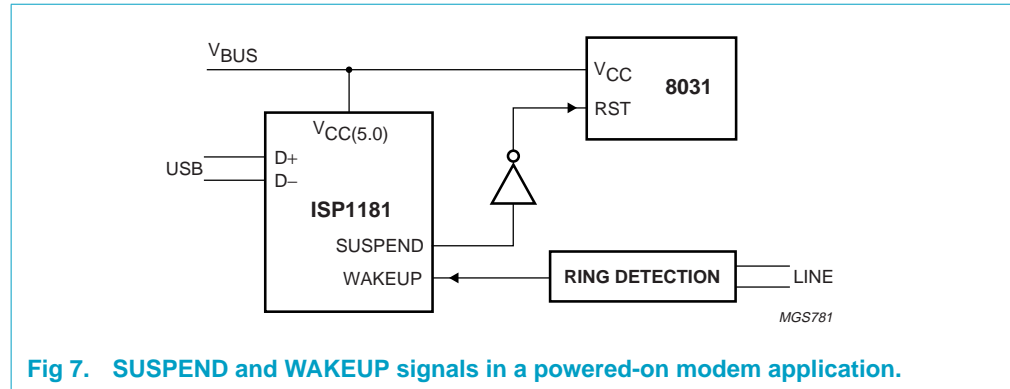 VBUS
VCC
8031
RST
VCC(5.0)
USB
D+
D−
ISP1181
SUSPEND
WAKEUP
RING DETECTION
LINE
MGS781
Fig 7. SUSPEND and WAKEUP signals in a powered-on modem application.